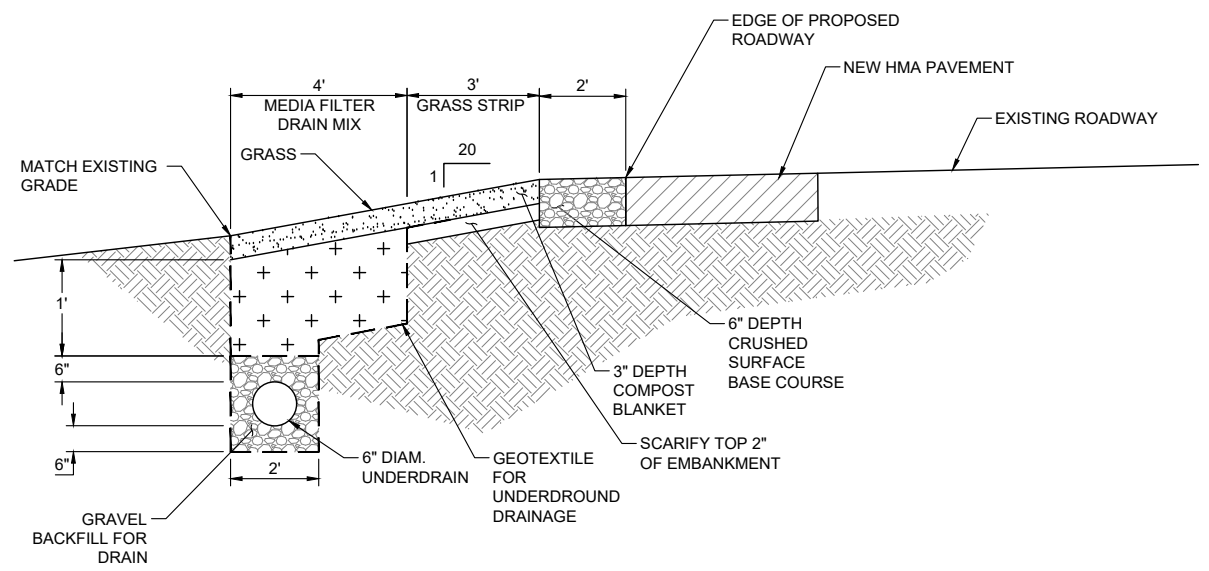 EDGE OF PROPOSED
ROADWAY
NEW HMA PAVEMENT
4'
3'
2'
MEDIA FILTER
DRAIN MIX
GRASS STRIP
EXISTING ROADWAY
MATCH EXISTING
GRADE
GRASS
20
1
1'
6"
6"
2'
6" DIAM.
UNDERDRAIN
GEOTEXTILE
FOR
UNDERDROUND
DRAINAGE
3" DEPTH
COMPOST
BLANKET
6" DEPTH
CRUSHED
SURFACE
BASE COURSE
SCARIFY TOP 2"
OF EMBANKMENT
GRAVEL
BACKFILL FOR
DRAIN